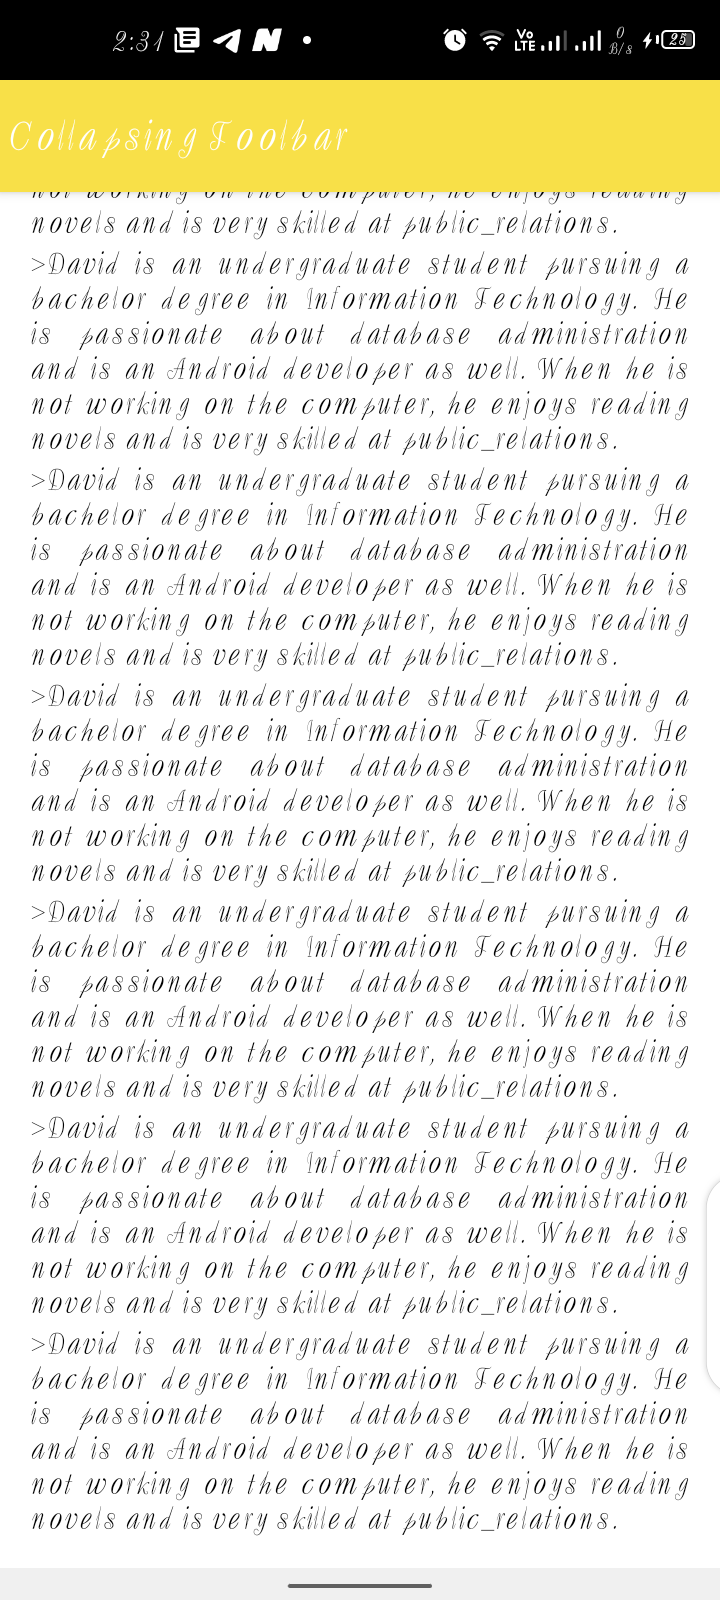 2:31
Vo
LTE
0
B/s
25
Collapsing Toolbar
not working on the computer, he enjoys reading
novels and is very skilled at public_relations.
>David is an undergraduate student pursuing a
bachelor degree in Information Technology. He
is passionate about database administration
and is an Android developer as well. When he is
not working on the computer, he enjoys reading
novels and is very skilled at public_relations.
>David is an undergraduate student pursuing a
bachelor degree in Information Technology. He
is passionate about database administration
and is an Android developer as well. When he is
not working on the computer, he enjoys reading
novels and is very skilled at public_relations.
>David is an undergraduate student pursuing a
bachelor degree in Information Technology. He
is passionate about database administration
and is an Android developer as well. When he is
not working on the computer, he enjoys reading
novels and is very skilled at public_relations.
>David is an undergraduate student pursuing a
bachelor degree in Information Technology. He
is passionate about database administration
and is an Android developer as well. When he is
not working on the computer, he enjoys reading
novels and is very skilled at public_relations.
>David is an undergraduate student pursuing a
bachelor degree in Information Technology. He
is passionate about database administration
and is an Android developer as well. When he is
not working on the computer, he enjoys reading
novels and is very skilled at public_relations.
>David is an undergraduate student pursuing a
bachelor degree in Information Technology. He
is passionate about database administration
and is an Android developer as well. When he is
not working on the computer, he enjoys reading
novels and is very skilled at public_relations.